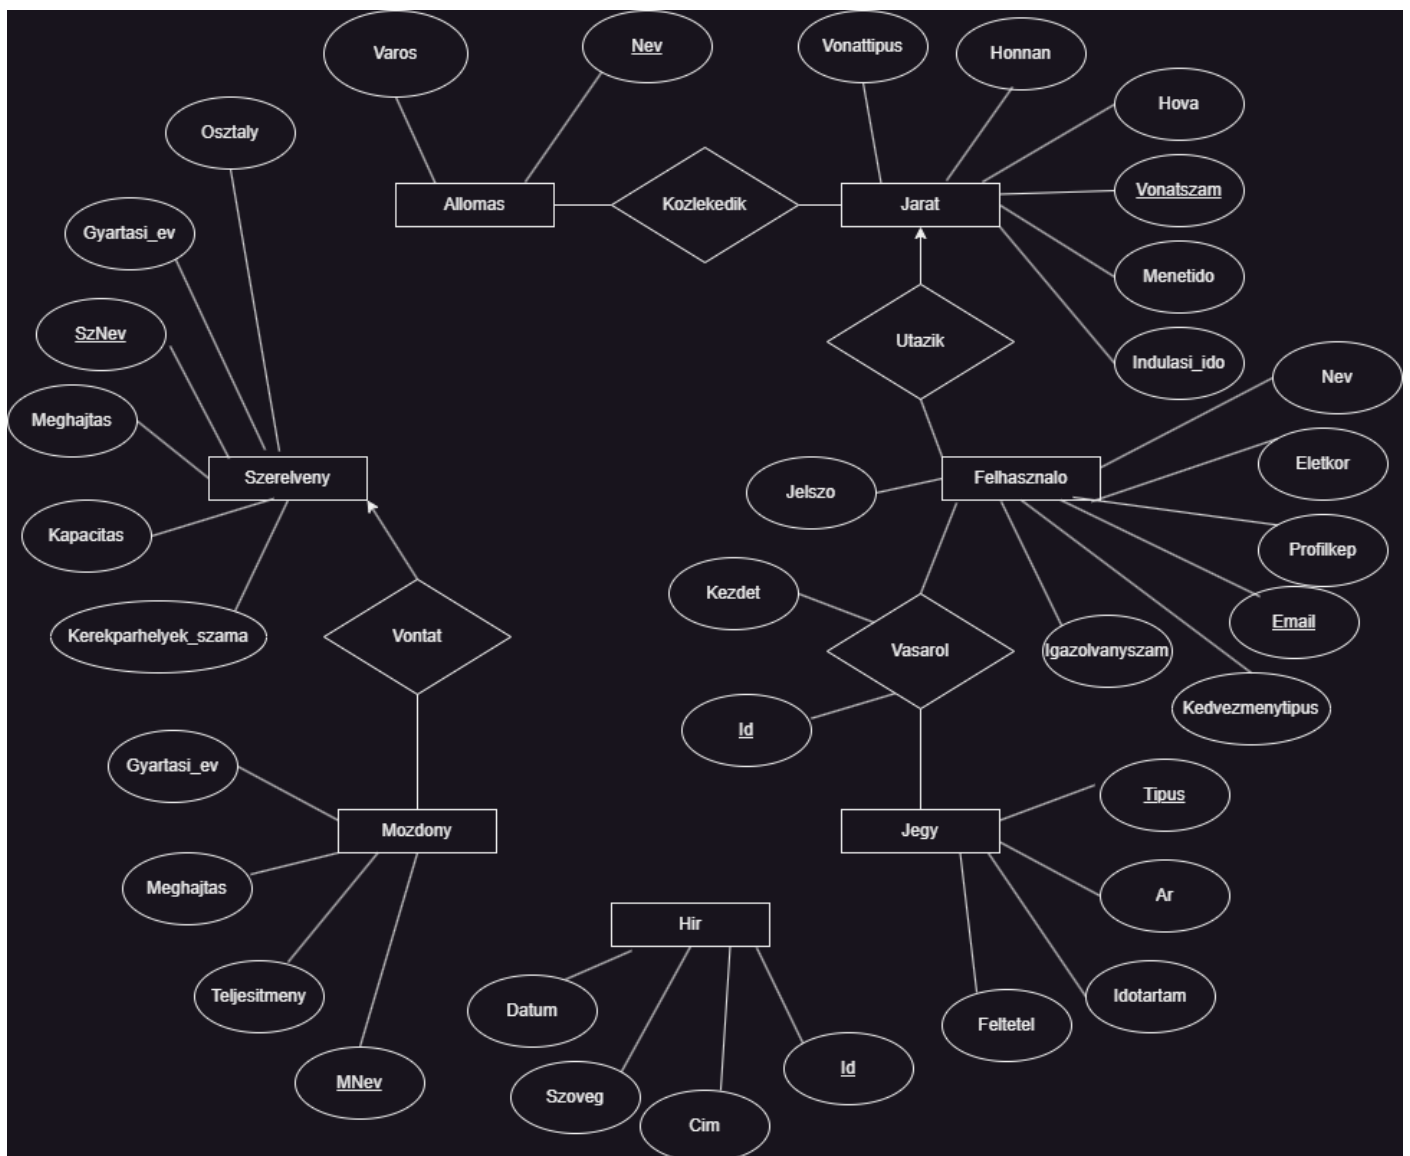 Varos
Nev
Vonattipus
Honnan
Hova
Osztaly
Vonatszam
Allomas
Kozlekedik
Jarat
Gyartasi_ev
Menetido
SzNev
Utazik
Indulasi_ido
Nev
Meghajtas
Eletkor
Szerelveny
Felhasznalo
Jelszo
Kapacitas
Profilkep
Kezdet
Email
Kerekparhelyek_szama
Vontat
Vasarol
Igazolvanyszam
Kedvezmenytipus
Id
Gyartasi_ev
Tipus
Mozdony
Jegy
Meghajtas
Ar
Hir
Teljesitmeny
Idotartam
Datum
Feltetel
Id
MNev
Szoveg
Cim